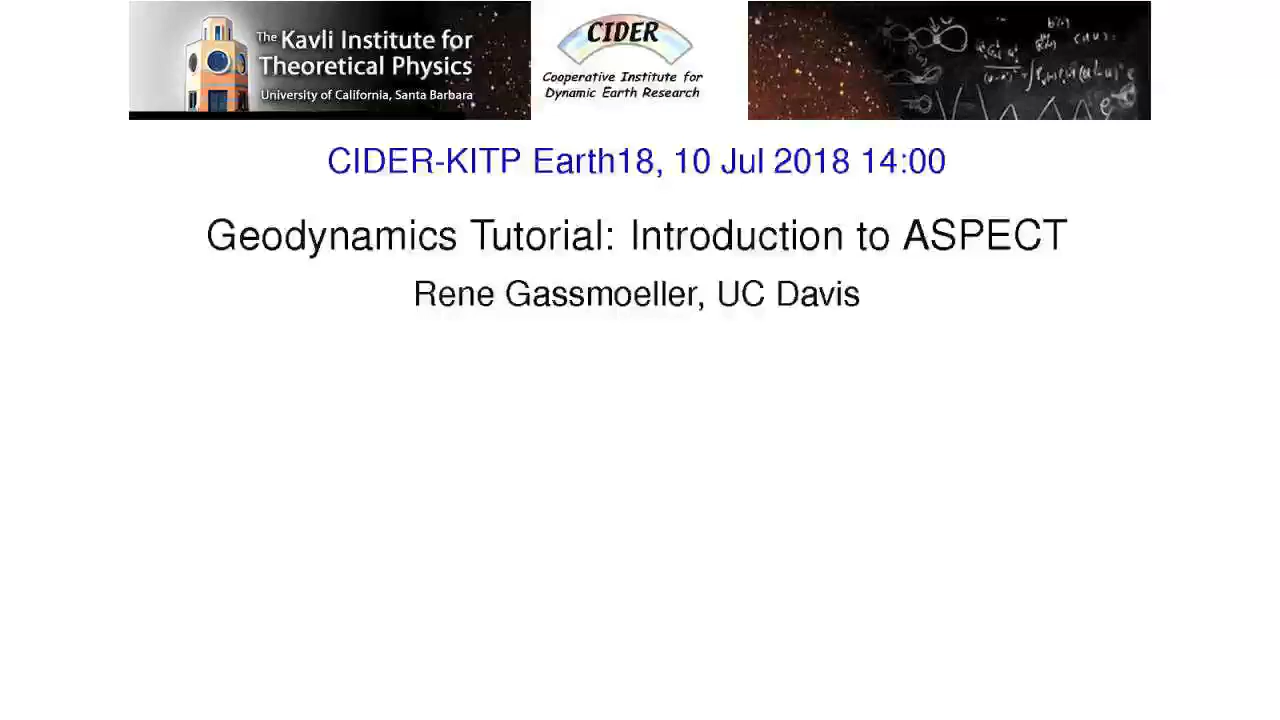 The Kavli Institute for
Theoretical Physics
University of California, Santa Barbara
CIDER
Cooperative Institute for
Dynamic Earth Research
CIDER-KITP Earth18, 10 Jul 2018 14:00
Geodynamics Tutorial: Introduction to ASPECT
Rene Gassmoeller, UC Davis